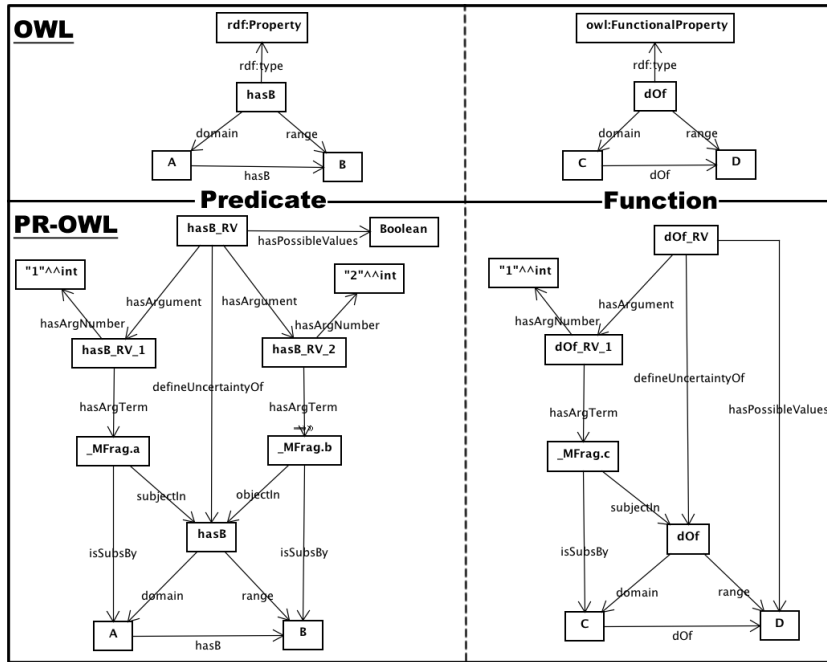 OWL
rdf:Property
owl:FunctionalProperty
rdf:type
rdf:type
hasB
dOf
domain
range
domain
range
A
B
C
D
hasB
dOf
Predicate
Function
PR-OWL
hasB_RV
Boolean
dOf_RV
hasPossibleValues
"1"^^int
"2"^^int
"1"^^int
hasArgument
hasArgument
hasArgument
hasArgNumber
hasArgNumber
hasArgNumber
hasB_RV_1
hasB_RV_2
dOf_RV_1
defineUncertaintyOf
defineUncertaintyOf
hasArgTerm
hasArgTerm
hasArgTerm
hasPossibleValues
_MFrag.a
_MFrag.b
_MFrag.c
subjectIn
objectIn
subjectIn
hasB
dOf
isSubsBy
isSubsBy
isSubsBy
domain
range
domain
range
A
B
C
D
hasB
dOf